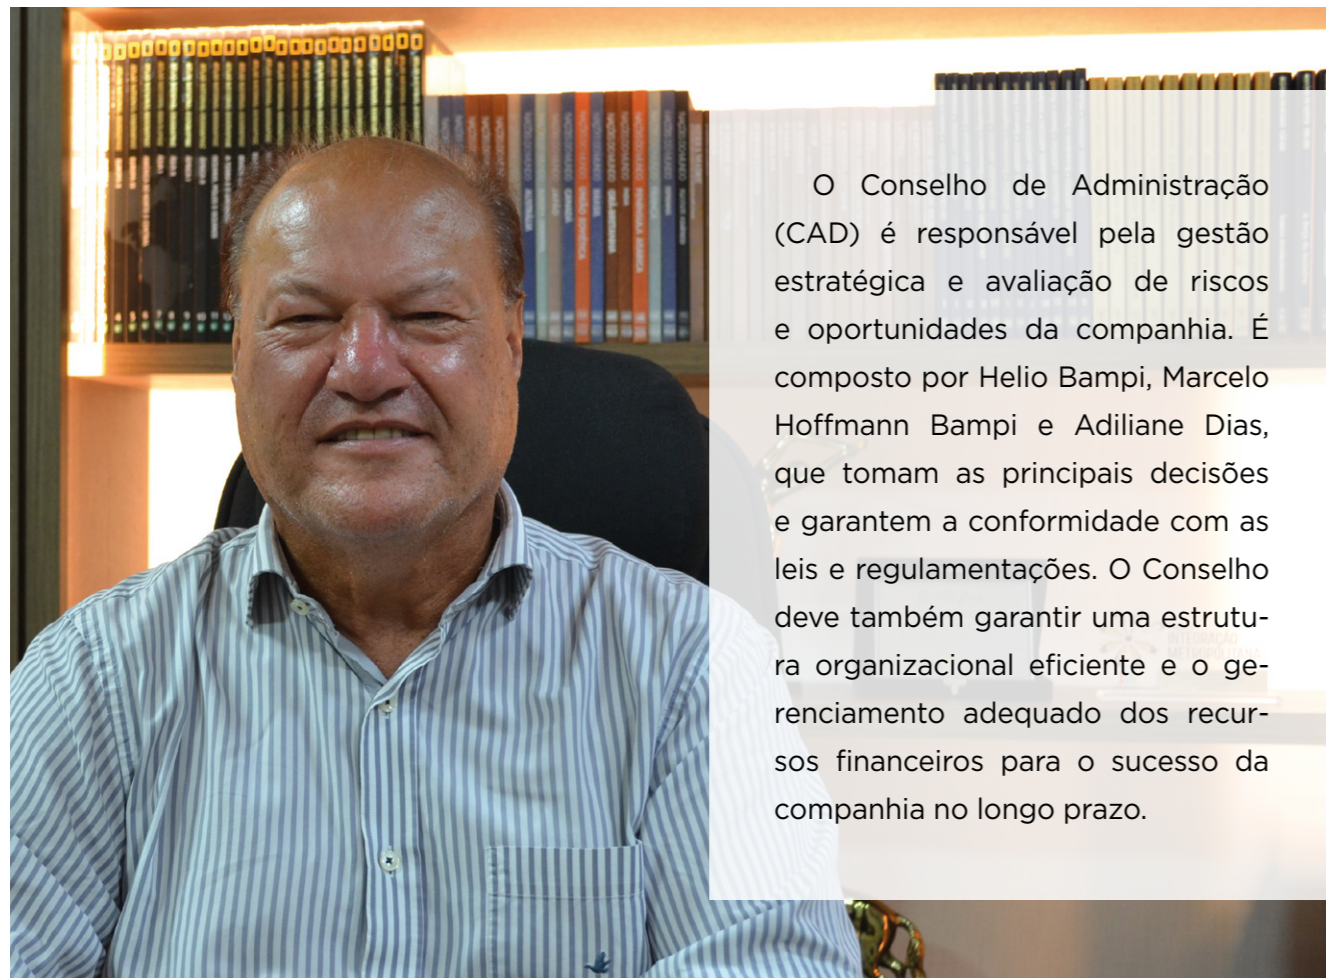 O Conselho de Administração
(CAD) é responsável pela gestão
estratégica e avaliação de riscos
e oportunidades da companhia. É
composto por Helio Bampi, Marcelo
Hoffmann Bampi e Adiliane Dias,
que tomam as principais decisões
e garantem a conformidade com as
leis e regulamentações. O Conselho
deve também garantir uma estrutu-
ra organizacional eficiente e o ge-
renciamento adequado dos recur-
sos financeiros para o sucesso da
companhia no longo prazo.
INTEGRAÇÃO
METROPOLITANA